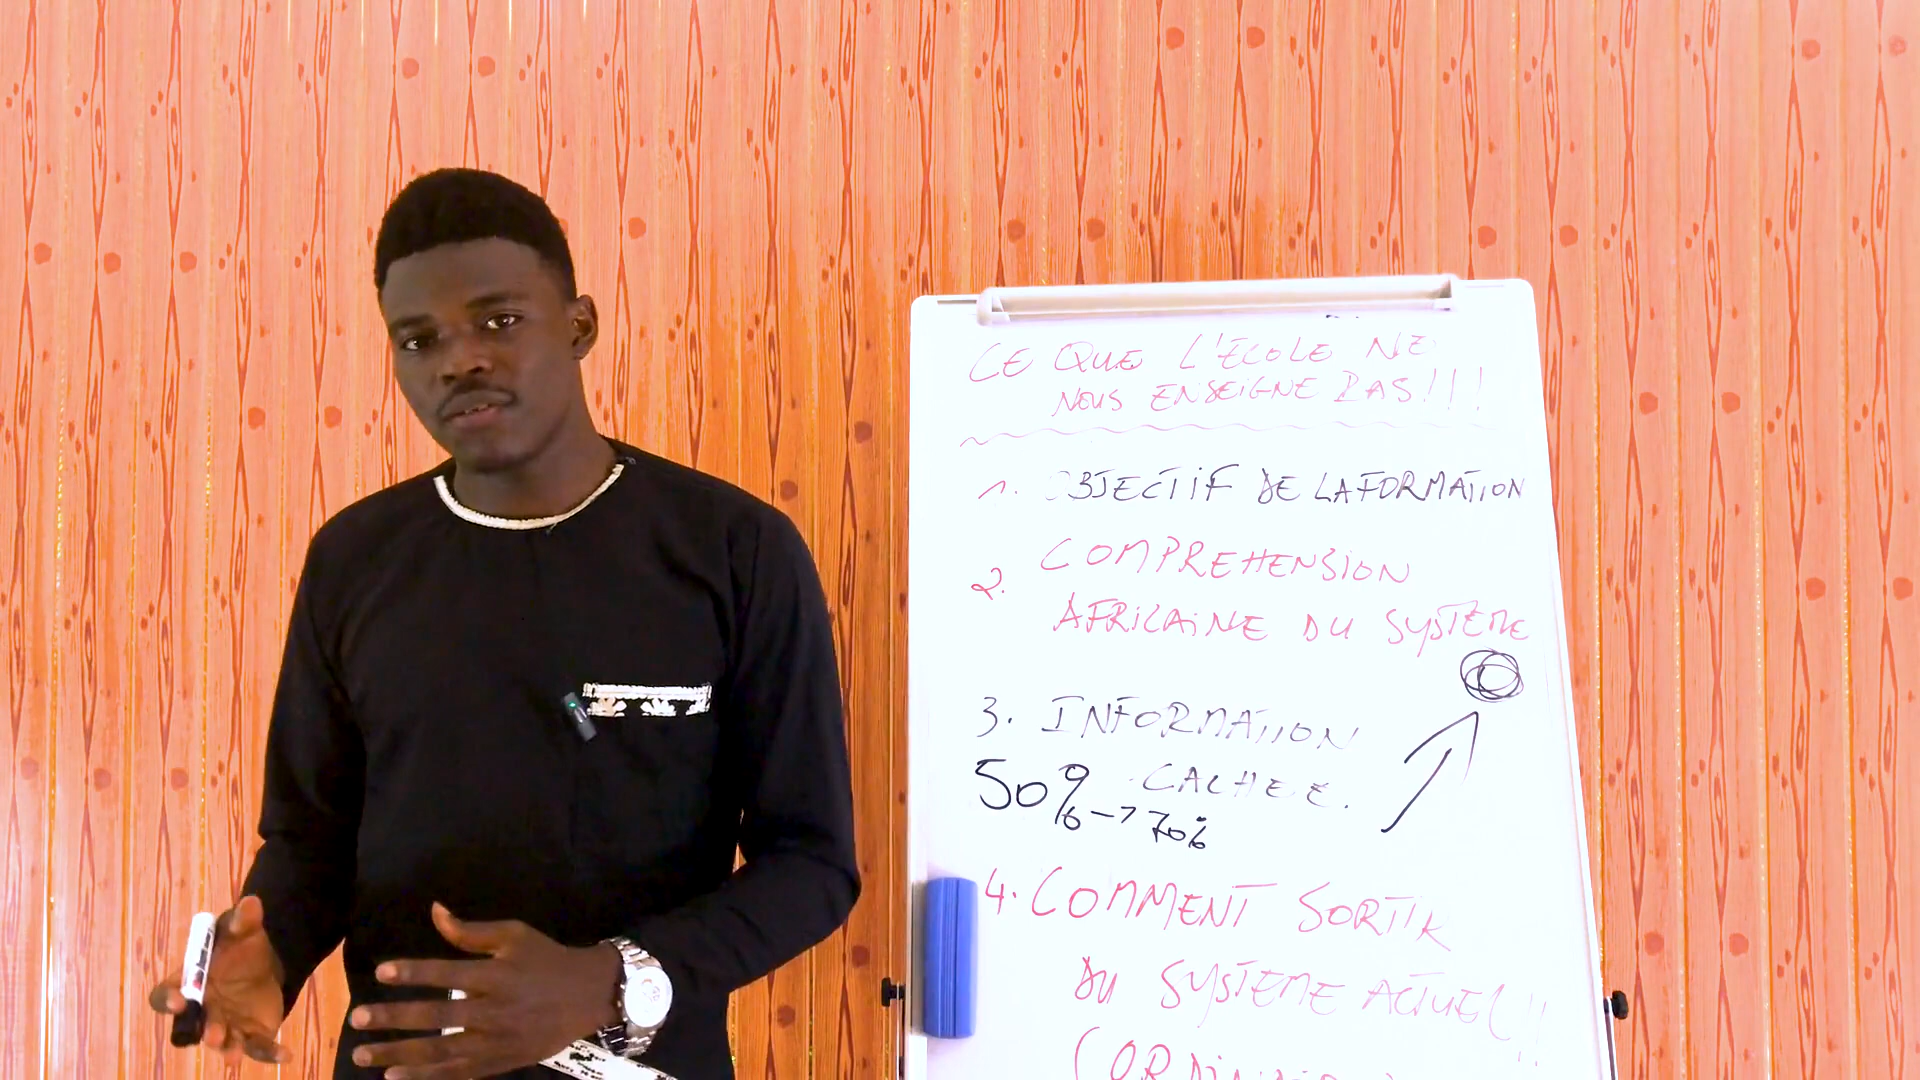 CE QUE L'ECOLE NE
NOUS ENSEIGNE PAS!!!
1. OBJECTIF DE LA FORMATION
2. COMPREHENSION
AFRICAINE DU SYSTEME
3. INFORMATION
CACHEE.
50% -> 70%
4. COMMENT SORTIR
DU SYSTEME ACTUEL!!